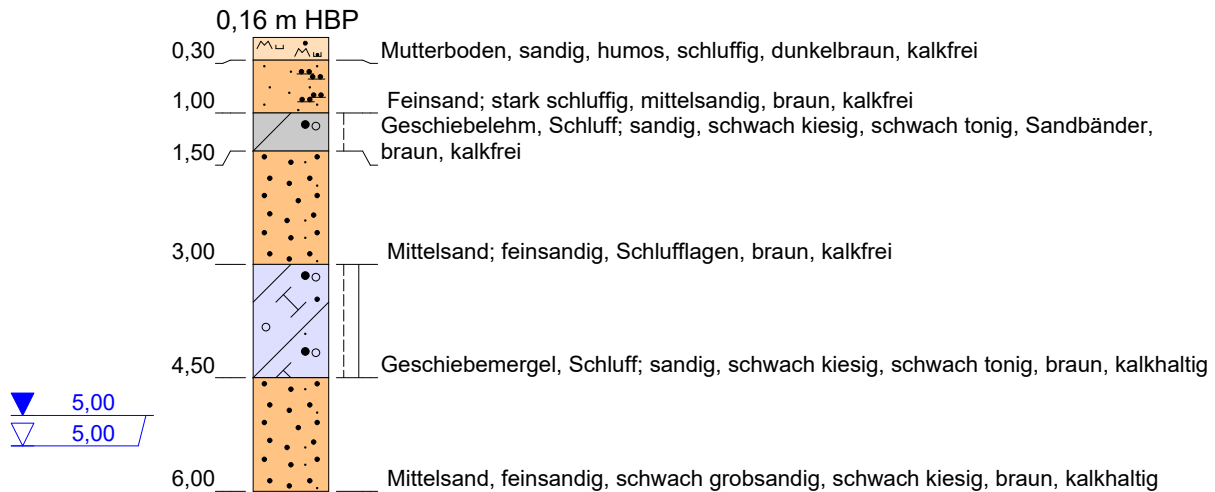 0,16 m HBP
0,30 Mutterboden, sandig, humos, schluffig, dunkelbraun, kalkfrei
1,00 Feinsand; stark schluffig, mittelsandig, braun, kalkfrei
Geschiebelehm, Schluff; sandig, schwach kiesig, schwach tonig, Sandbänder,
1,50 braun, kalkfrei
3,00 Mittelsand; feinsandig, Schlufflagen, braun, kalkfrei
4,50 Geschiebemergel, Schluff; sandig, schwach kiesig, schwach tonig, braun, kalkhaltig
5,00
5,00
6,00 Mittelsand, feinsandig, schwach grobsandig, schwach kiesig, braun, kalkhaltig